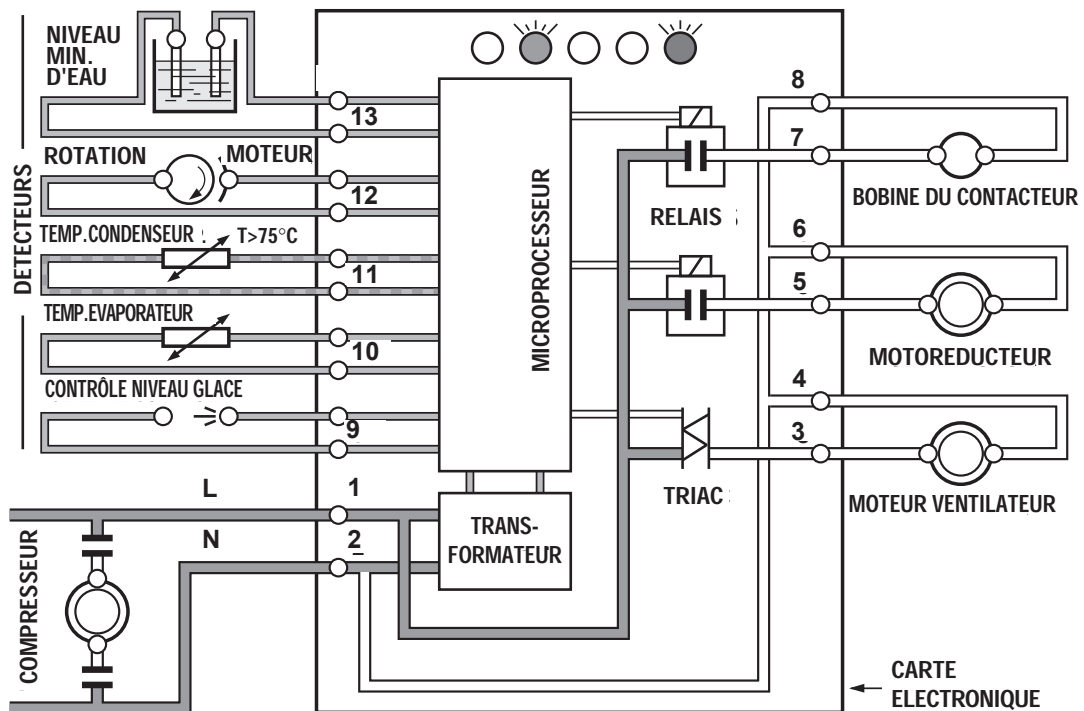 NIVEAU
MIN.
D'EAU
13
ROTATION MOTEUR
12
TEMP.CONDENSEUR : T>75°C
11
TEMP.EVAPORATEUR
10
CONTRÔLE NIVEAU GLACE
9
DETECTEURS
L 1
N 2
COMPRESSEUR
MICROPROCESSEUR
TRANS-
FORMATEUR
RELAIS
TRIAC
8
7
BOBINE DU CONTACTEUR
6
5
MOTOREDUCTEUR
4
3
MOTEUR VENTILATEUR
CARTE
ELECTRONIQUE